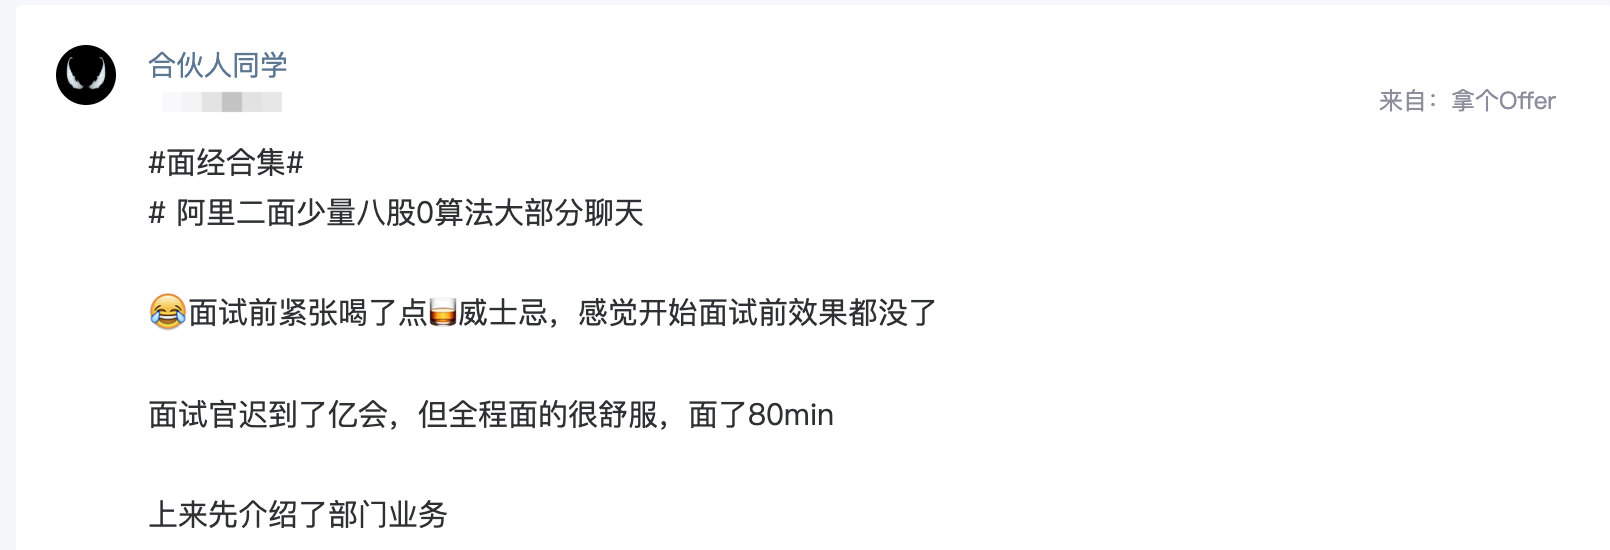 合伙人同学
来自：拿个Offer
#面经合集#
# 阿里二面少量八股0算法大部分聊天
😂面试前紧张喝了点🥃威士忌，感觉开始面试前效果都没了
面试官迟到了亿会，但全程面的很舒服，面了80min
上来先介绍了部门业务